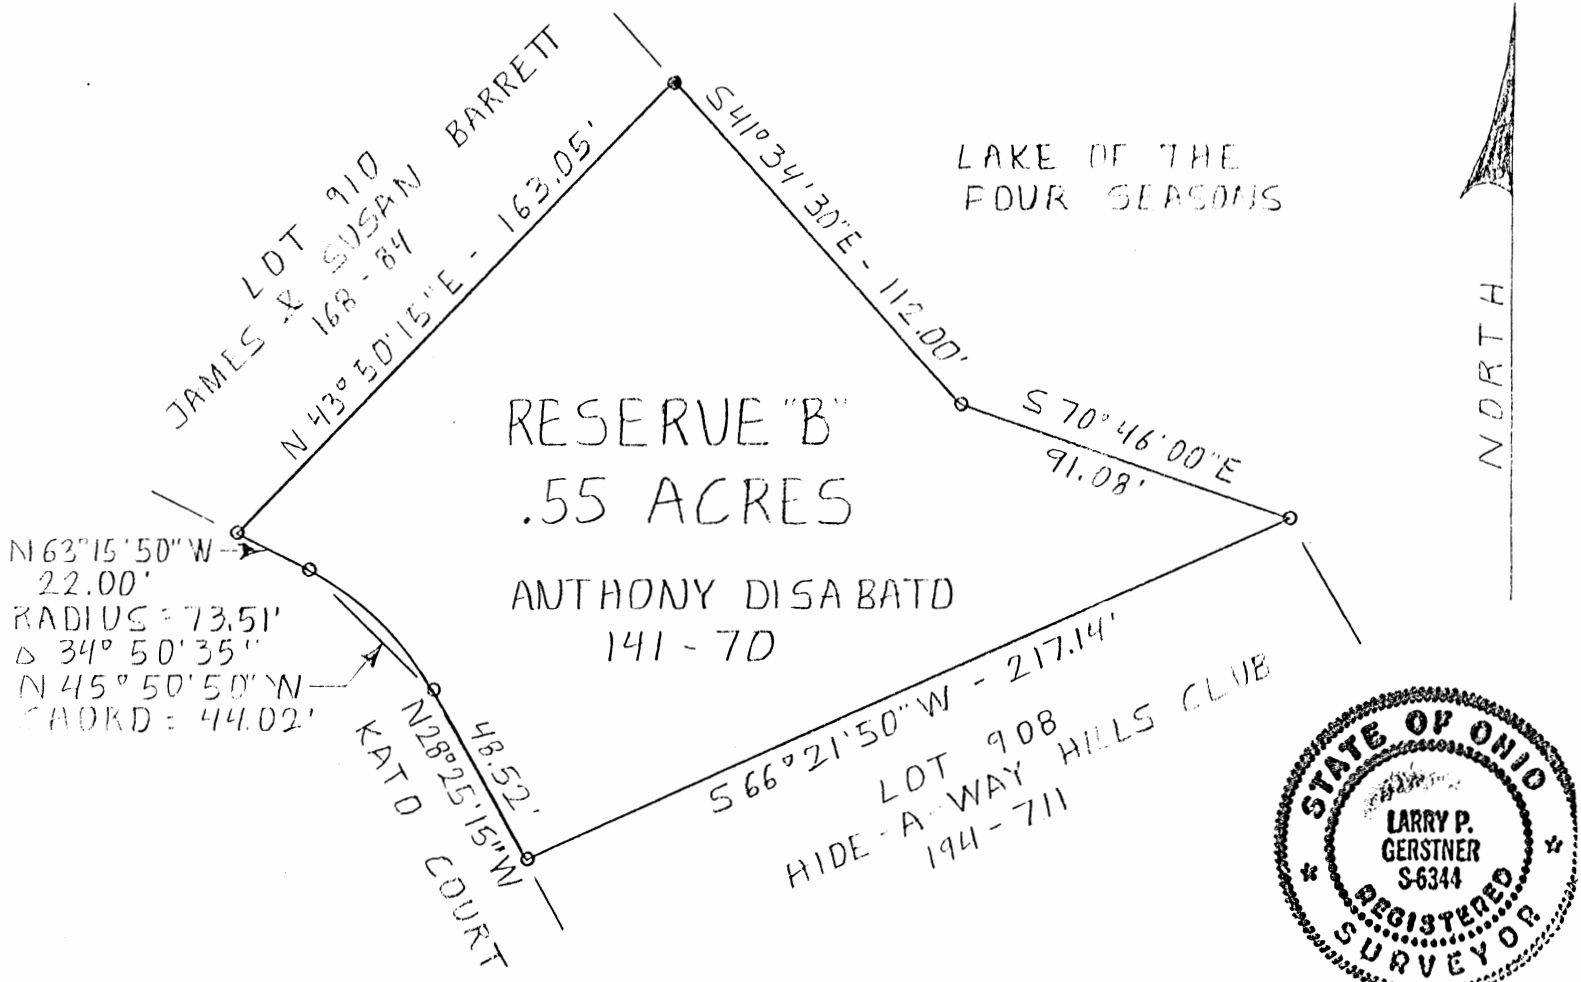 LOT 910
JAMES & SUSAN BARRETT
168-84
N 43° 50' 15" E - 163.05'
S 41° 34' 30" E - 112.00'
LAKE OF THE
FOUR SEASONS
NORTH
S 70° 46' 00" E
91.08'
RESERVE "B"
.55 ACRES
ANTHONY DISABATO
141-70
N 63° 15' 50" W
22.00'
RADIUS = 73.51'
Δ 34° 50' 35"
N 45° 50' 50" W
CHORD = 44.02'
48.52'
N 28° 25' 15" W
KATO COURT
S 66° 21' 50" W - 217.14'
LOT 908
HIDE-A-WAY HILLS CLUB
194-711
STATE OF OHIO
LARRY P.
GERSTNER
S-6344
REGISTERED
SURVEYOR